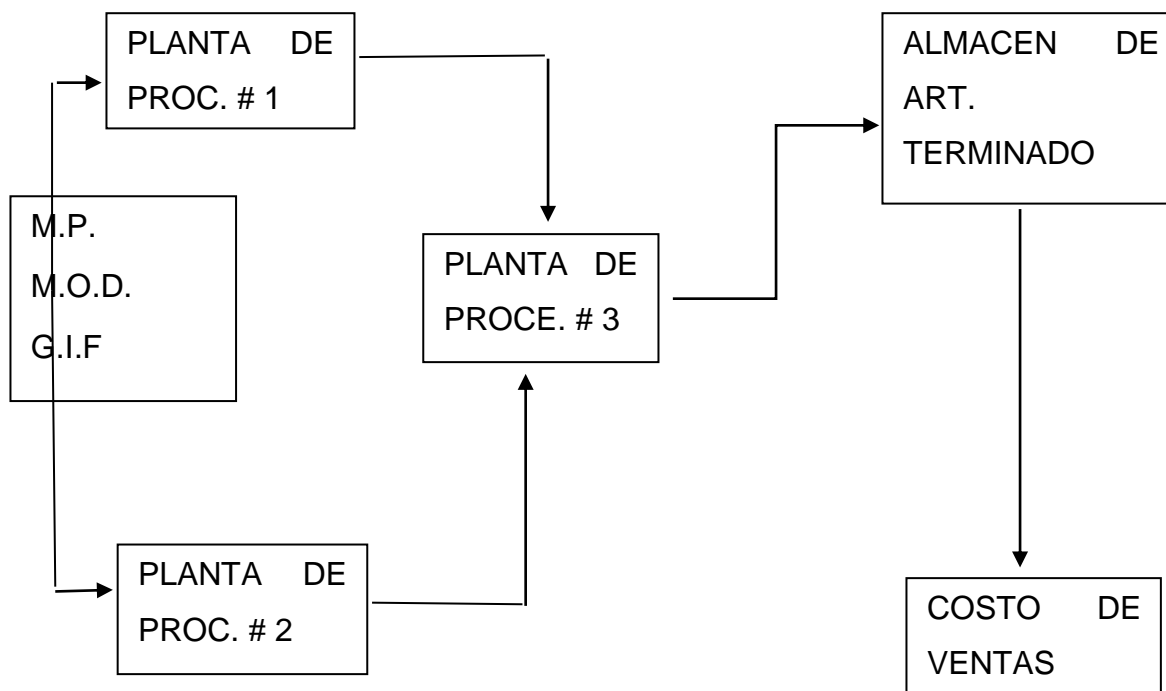 PLANTA DE
PROC. # 1
ALMACEN DE
ART.
TERMINADO
M.P.
M.O.D.
G.I.F
PLANTA DE
PROCE. # 3
PLANTA DE
PROC. # 2
COSTO DE
VENTAS